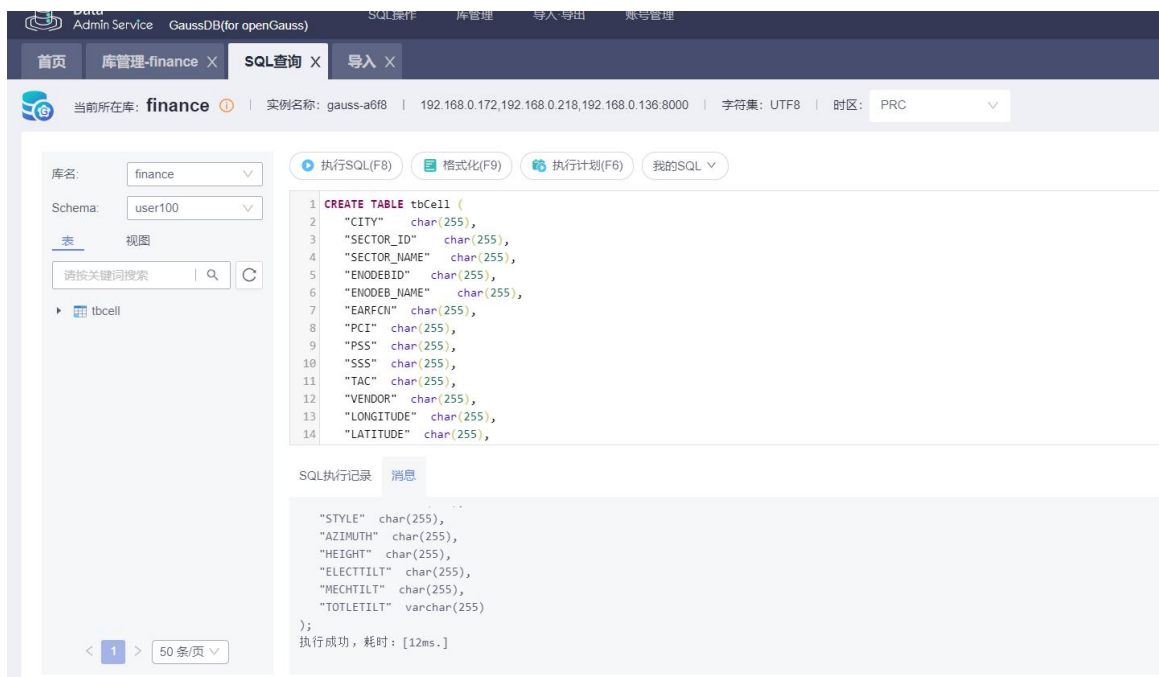 Data
Admin Service GaussDB(for openGauss) SQL操作 库管理 导入·导出 账号管理
首页 库管理-finance X SQL查询 X 导入 X
当前所在库: finance 实例名称: gauss-a6f8 | 192.168.0.172,192.168.0.218,192.168.0.136:8000 | 字符集: UTF8 | 时区: PRC
库名: finance
Schema: user100
表 视图
请按关键词搜索
tbcell
< 1 > 50 条/页
执行SQL(F8) 格式化(F9) 执行计划(F6) 我的SQL
1 CREATE TABLE tbCell (
2 "CITY" char(255),
3 "SECTOR_ID" char(255),
4 "SECTOR_NAME" char(255),
5 "ENODEBID" char(255),
6 "ENODEB_NAME" char(255),
7 "EARFCN" char(255),
8 "PCI" char(255),
9 "PSS" char(255),
10 "SSS" char(255),
11 "TAC" char(255),
12 "VENDOR" char(255),
13 "LONGITUDE" char(255),
14 "LATITUDE" char(255),
SQL执行记录 消息
"STYLE" char(255),
"AZIMUTH" char(255),
"HEIGHT" char(255),
"ELECTTILT" char(255),
"MECHTILT" char(255),
"TOTLETILT" varchar(255)
);
执行成功，耗时：[12ms.]